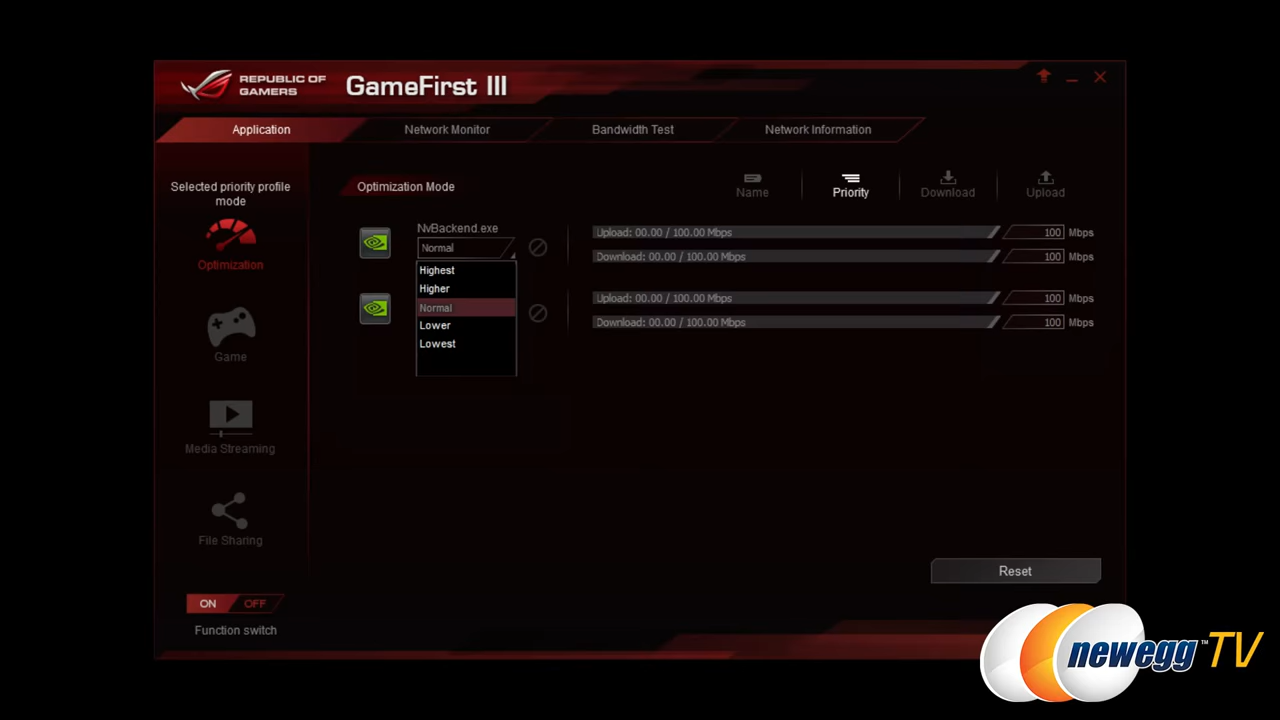 REPUBLIC OF
GAMERS
GameFirst III
Application
Network Monitor
Bandwidth Test
Network Information
Selected priority profile
mode
Optimization
Game
Media Streaming
File Sharing
ON OFF
Function switch
Optimization Mode
Name
Priority
Download
Upload
NvBackend.exe
Normal
Highest
Higher
Normal
Lower
Lowest
Upload: 00.00 / 100.00 Mbps
100 Mbps
Download: 00.00 / 100.00 Mbps
100 Mbps
Upload: 00.00 / 100.00 Mbps
100 Mbps
Download: 00.00 / 100.00 Mbps
100 Mbps
Reset
newegg™TV